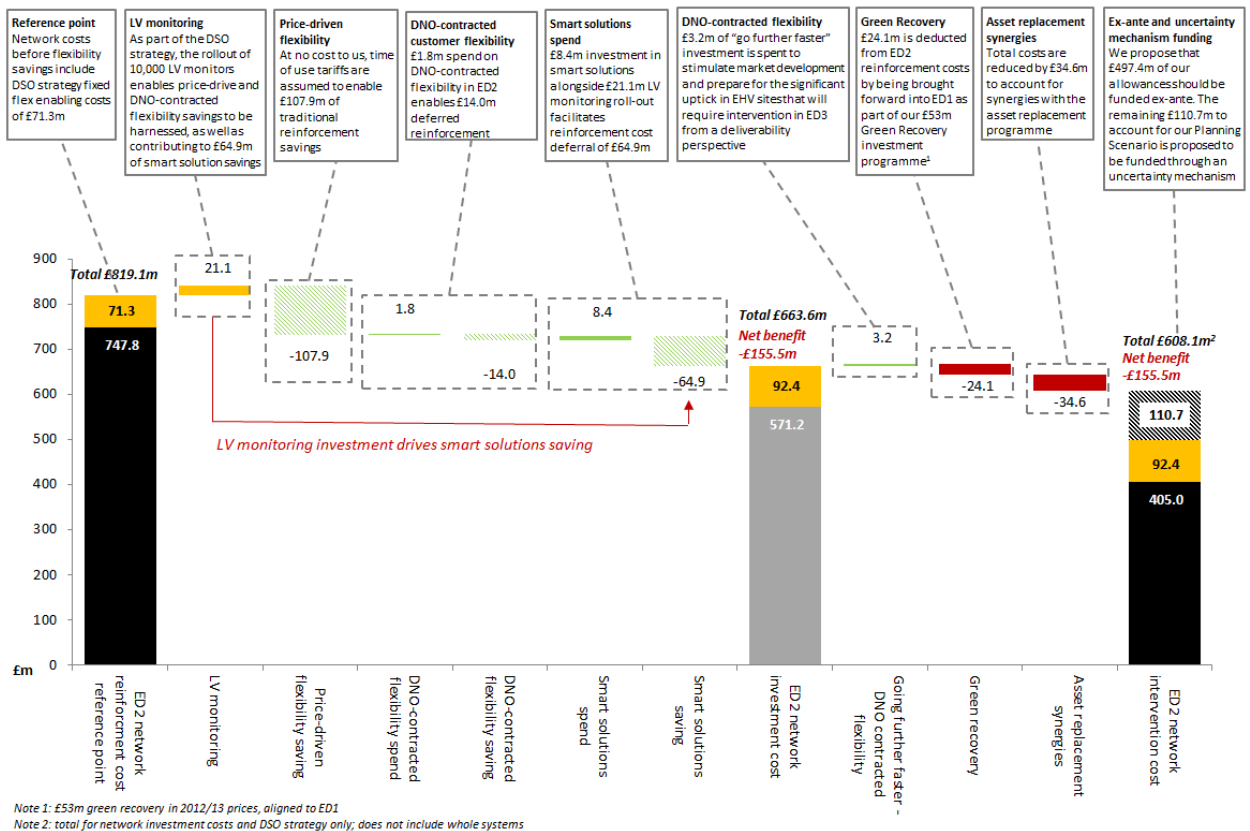 Reference point
Network costs
before flexibility
savings include
DSO strategy fixed
flex enabling costs
of £71.3m
LV monitoring
As part of the DSO
strategy, the rollout of
10,000 LV monitors
enables price-drive and
DNO-contracted
flexibility savings to be
harnessed, as well as
contributing to £64.9m
of smart solution savings
Price-driven
flexibility
At no cost to us, time
of use tariffs are
assumed to enable
£107.9m of
traditional
reinforcement
savings
DNO-contracted
customer flexibility
£1.8m spend on
DNO-contracted
flexibility in ED2
enables £14.0m
deferred
reinforcement
Smart solutions
spend
£8.4m investment in
smart solutions
alongside £21.1m LV
monitoring roll-out
facilitates
reinforcement cost
deferral of £64.9m
DNO-contracted flexibility
£3.2m of “go further faster”
investment is spent to
stimulate market development
and prepare for the significant
uptick in EHV sites that will
require intervention in ED3
from a deliverability
perspective
Green Recovery
£24.1m is deducted
from ED2
reinforcement costs
by being brought
forward into ED1 as
part of our £53m
Green Recovery
investment
programme1
Asset replacement
synergies
Total costs are
reduced by £34.6m
to account for
synergies with the
asset replacement
programme
Ex-ante and uncertainty
mechanism funding
We propose that
£497.4m of our
allowances should be
funded ex-ante. The
remaining £110.7m to
account for our Planning
Scenario is proposed to
be funded through an
uncertainty mechanism
900
800
700
600
500
400
300
200
100
0
£m
Total £819.1m
71.3
747.8
21.1
-107.9
1.8
-14.0
8.4
-64.9
LV monitoring investment drives smart solutions saving
Total £663.6m
Net benefit
-£155.5m
92.4
571.2
3.2
-24.1
-34.6
Total £608.1m2
Net benefit
-£155.5m
110.7
92.4
405.0
ED2 network
reinforcment cost
reference point
LV monitoring
Price-driven
flexibility saving
DNO-contracted
flexibility spend
DNO-contracted
flexibility saving
Smart solutions
spend
Smart solutions
saving
ED2 network
investment cost
Going further faster -
DNO contracted
flexibility
Green recovery
Asset replacement
synergies
ED2 network
intervention cost
Note 1: £53m green recovery in 2012/13 prices, aligned to ED1
Note 2: total for network investment costs and DSO strategy only; does not include whole systems